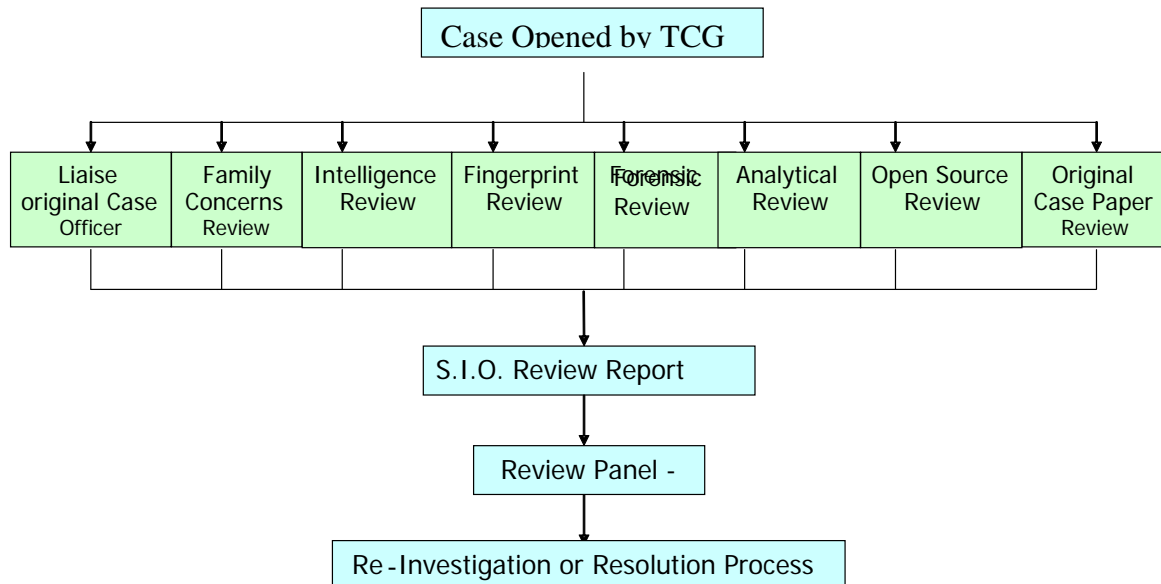 Case Opened by TCG
Liaise
original Case
Officer
Family
Concerns
Review
Intelligence
Review
Fingerprint
Review
Forensic
Forensic
Review
Analytical
Review
Open Source
Review
Original
Case Paper
Review
S.I.O. Review Report
Review Panel -
Re-Investigation or Resolution Process